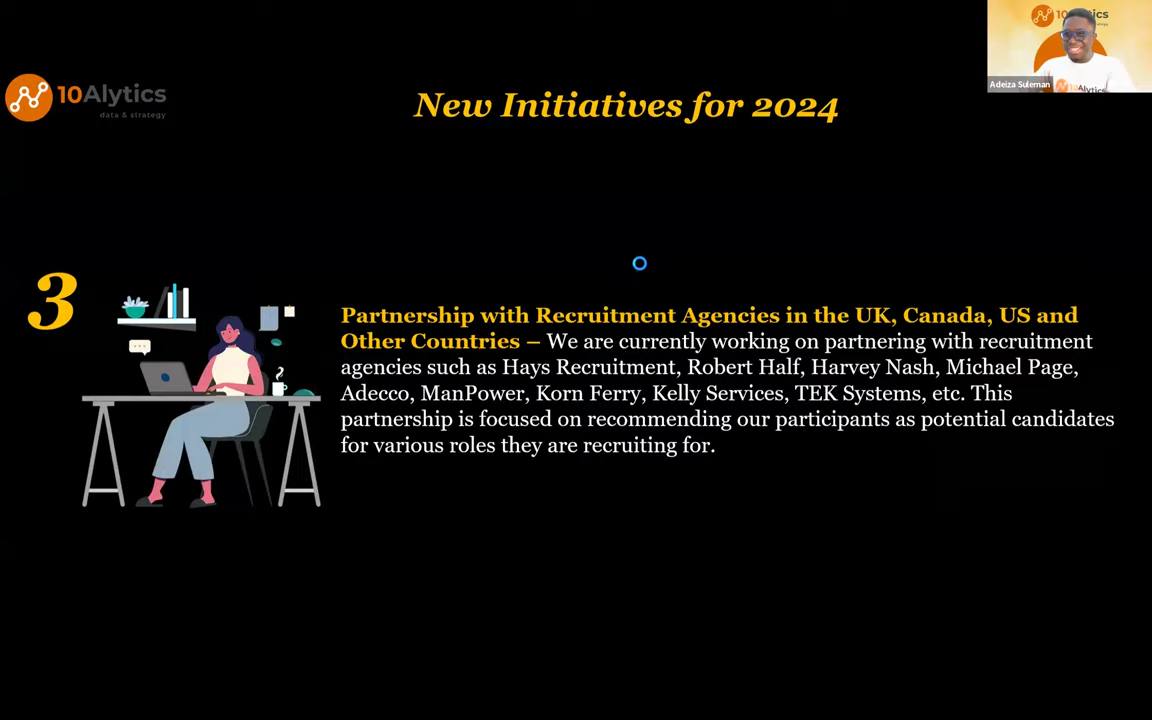 10Alytics
data & strategy
New Initiatives for 2024
Adeiza Suleman
3
Partnership with Recruitment Agencies in the UK, Canada, US and
Other Countries – We are currently working on partnering with recruitment
agencies such as Hays Recruitment, Robert Half, Harvey Nash, Michael Page,
Adecco, ManPower, Korn Ferry, Kelly Services, TEK Systems, etc. This
partnership is focused on recommending our participants as potential candidates
for various roles they are recruiting for.